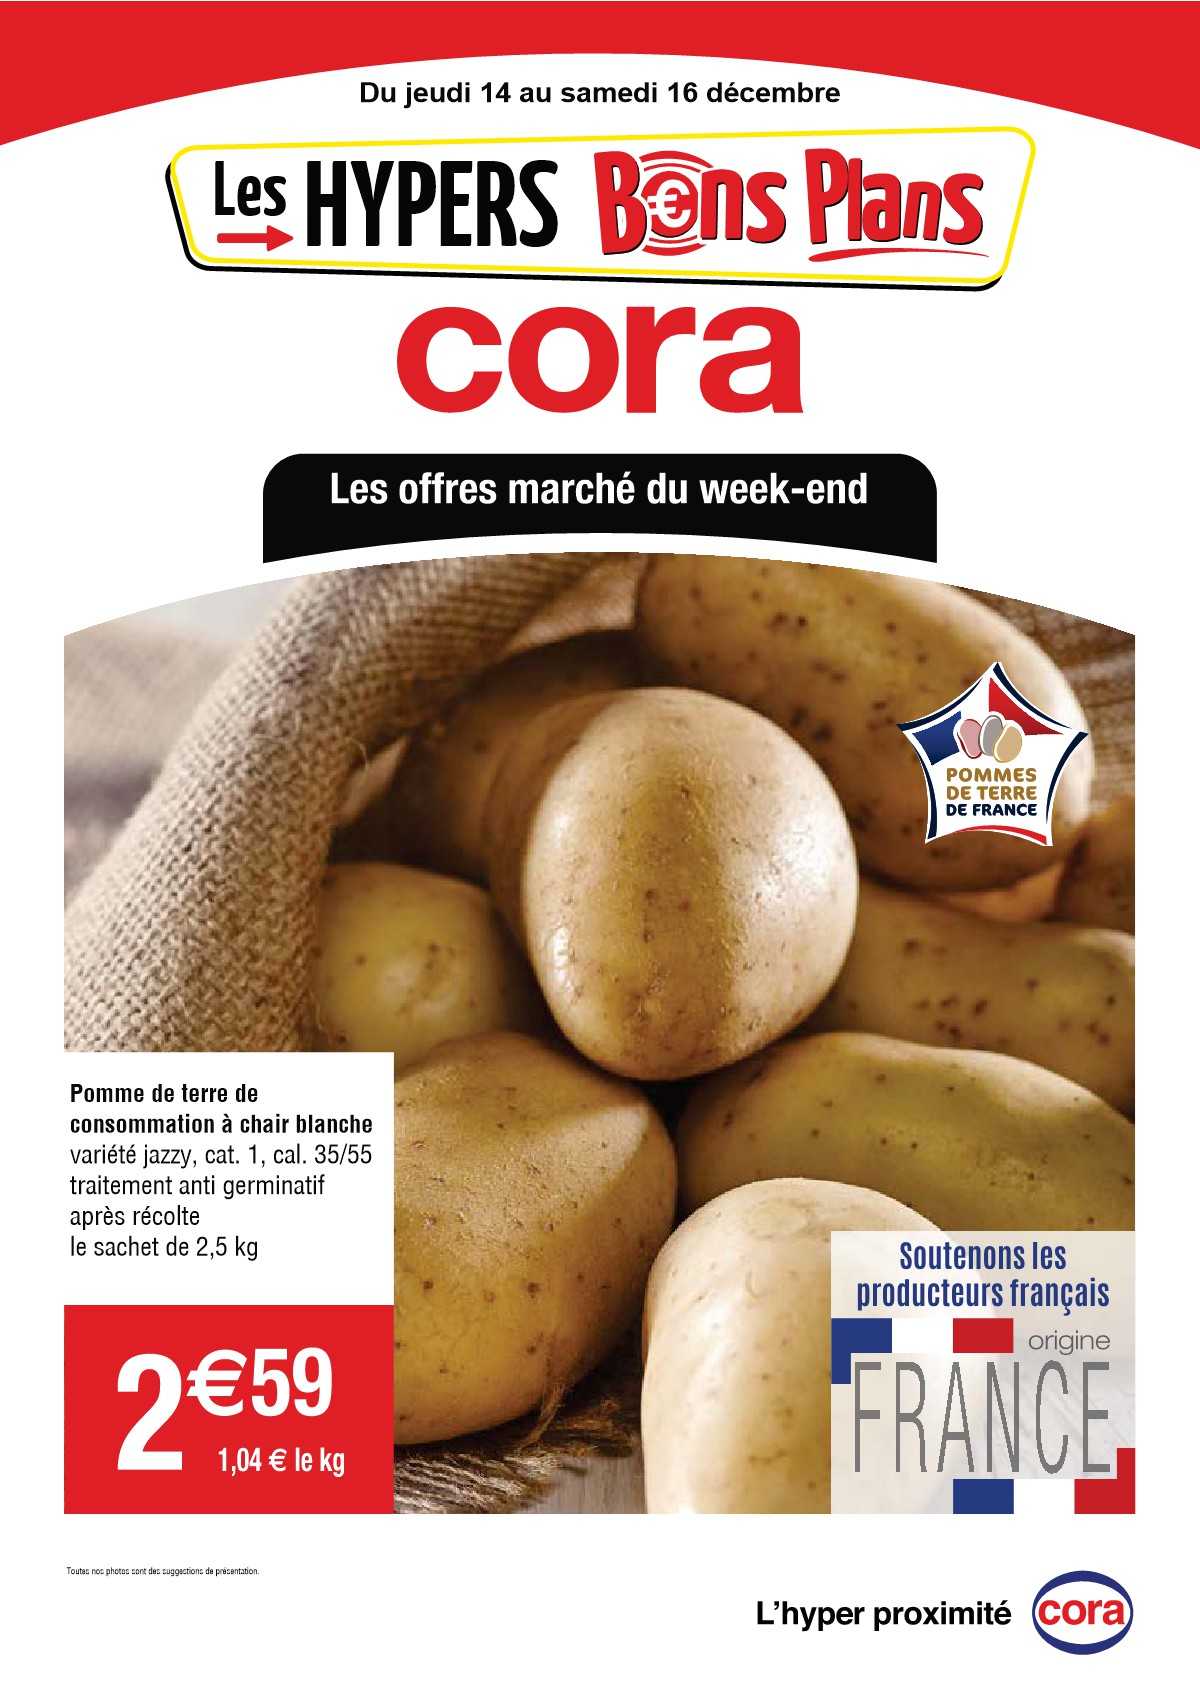 Du jeudi 14 au samedi 16 décembre
Les HYPERS Bons Plans
cora
Les offres marché du week-end
POMMES
DE TERRE
DE FRANCE
Pomme de terre de
consommation à chair blanche
variété jazzy, cat. 1, cal. 35/55
traitement anti germinatif
après récolte
le sachet de 2,5 kg
2€59
1,04 € le kg
Soutenons les
producteurs français
origine
FRANCE
Toutes nos photos sont des suggestions de présentation.
L'hyper proximité cora